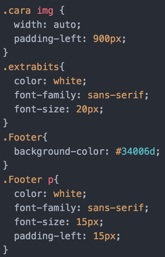 .cara img {
width: auto;
padding-left: 900px;
}
.extrabits{
color: white;
font-family: sans-serif;
font-size: 20px;
}
.Footer{
background-color: #34006d;
}
.Footer p{
color: white;
font-family: sans-serif;
font-size: 15px;
padding-left: 15px;
}